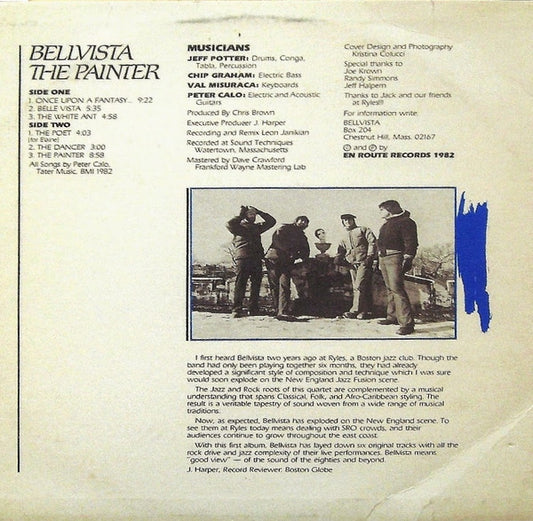 BELLVISTA
THE PAINTER
SIDE ONE
1. ONCE UPON A FANTASY... 9:22
2. BELLE VISTA 5:35
3. THE WHITE ANT 4:58
SIDE TWO
1. THE POET 4:03
(for Elaine)
2. THE DANCER 3:00
3. THE PAINTER 8:58
All Songs by Peter Calo,
Tater Music, BMI 1982
MUSICIANS
JEFF POTTER: Drums, Conga,
Tabla, Percussion
CHIP GRAHAM: Electric Bass
VAL MISURACA: Keyboards
PETER CALO: Electric and Acoustic
Guitars
Produced By Chris Brown
Executive Producer J. Harper
Recording and Remix Leon Janikian
Recorded at Sound Techniques
Watertown, Massachusetts
Mastered by Dave Crawford
Frankford Wayne Mastering Lab
Cover Design and Photography
Kristina Colucci
Special thanks to
Joe Krown
Randy Simmons
Jeff Halpern
Thanks to Jack and our friends
at Ryles!!!
For information write:
BELLVISTA
Box 204
Chestnut Hill, Mass. 02167
© and ℗ by
EN ROUTE RECORDS 1982
I first heard Bellvista two years ago at Ryles, a Boston jazz club. Though the
band had only been playing together six months, they had already
developed a significant style of composition and technique which I was sure
would soon explode on the New England Jazz Fusion scene.
The Jazz and Rock roots of this quartet are complemented by a musical
understanding that spans Classical, Folk, and Afro-Caribbean styling. The
result is a veritable tapestry of sound woven from a wide range of musical
traditions.
Now, as expected, Bellvista has exploded on the New England scene. To
see them at Ryles today means dealing with SRO crowds, and their
audiences continue to grow throughout the east coast.
With this first album, Bellvista has layed down six original tracks with all the
rock drive and jazz complexity of their live performances. Bellvista means
"good view" — of the sound of the eighties and beyond.
J. Harper, Record Reviewer: Boston Globe